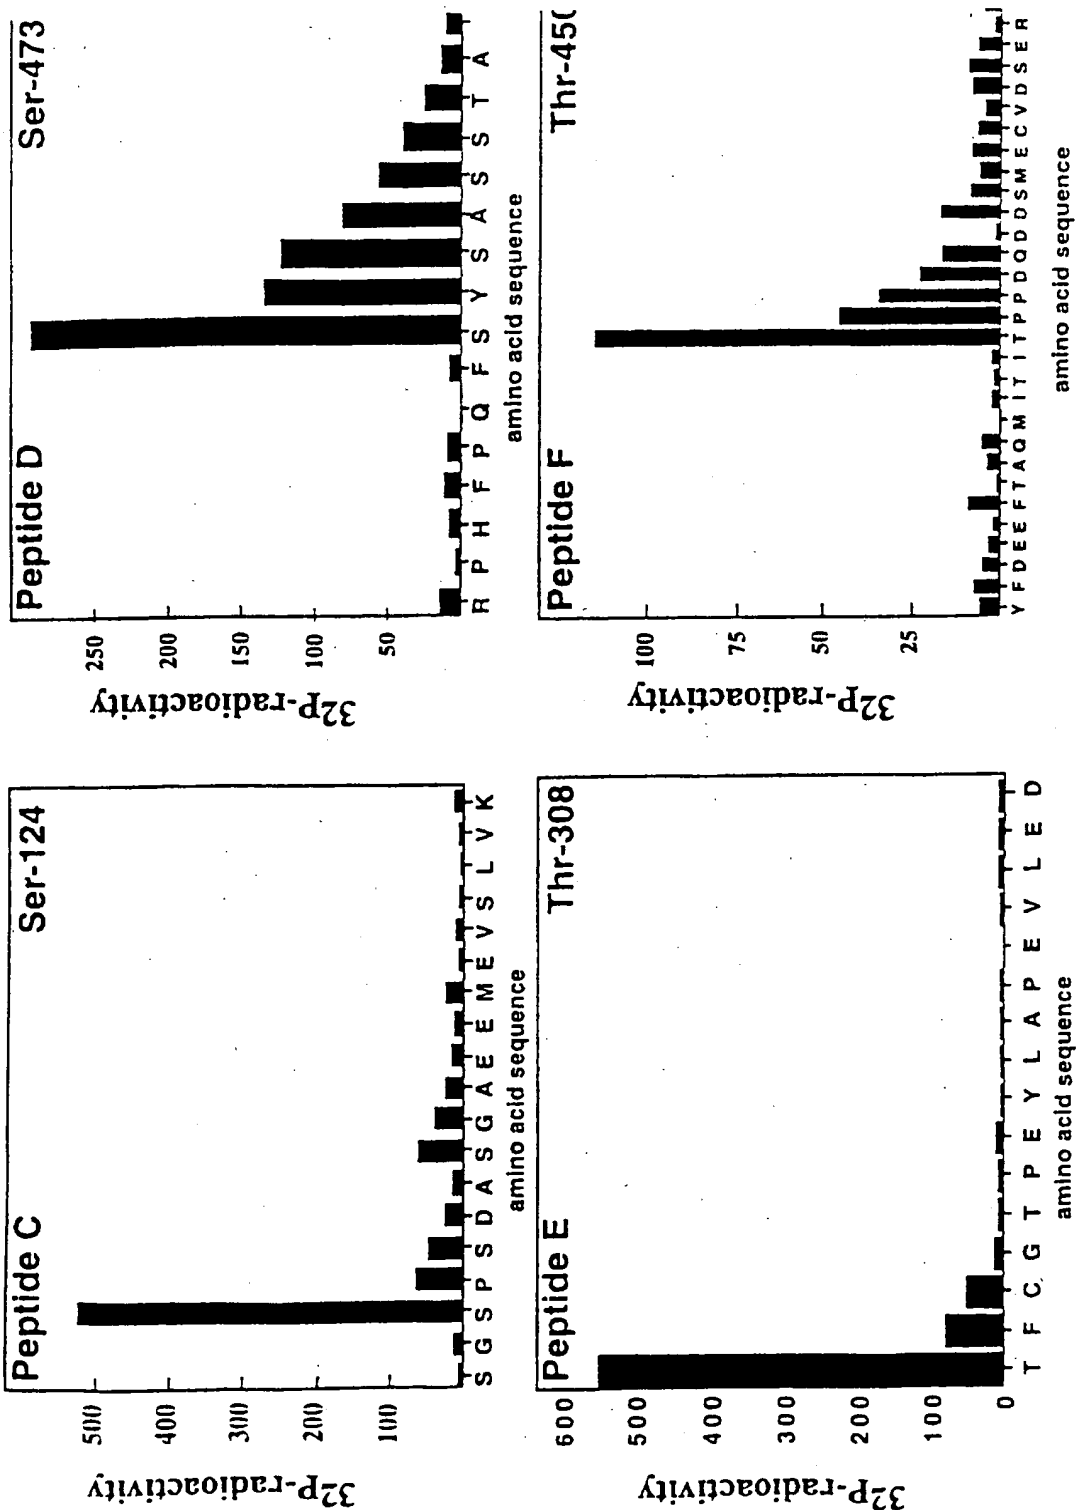 Peptide C
Ser-124
500
400
300
200
100
32P-radioactivity
S G S P S D A S G A E E M E V S L V K
amino acid sequence
Peptide D
Ser-473
250
200
150
100
50
32P-radioactivity
R P H F P Q F S Y S A S S T A
amino acid sequence
Peptide E
Thr-308
600
500
400
300
200
100
0
32P-radioactivity
T F C G T P E Y L A P E V L E D
amino acid sequence
Peptide F
Thr-450
100
75
50
25
32P-radioactivity
Y F D E E F T A Q M I T I T P P D Q D D S M E C V D S E R
amino acid sequence